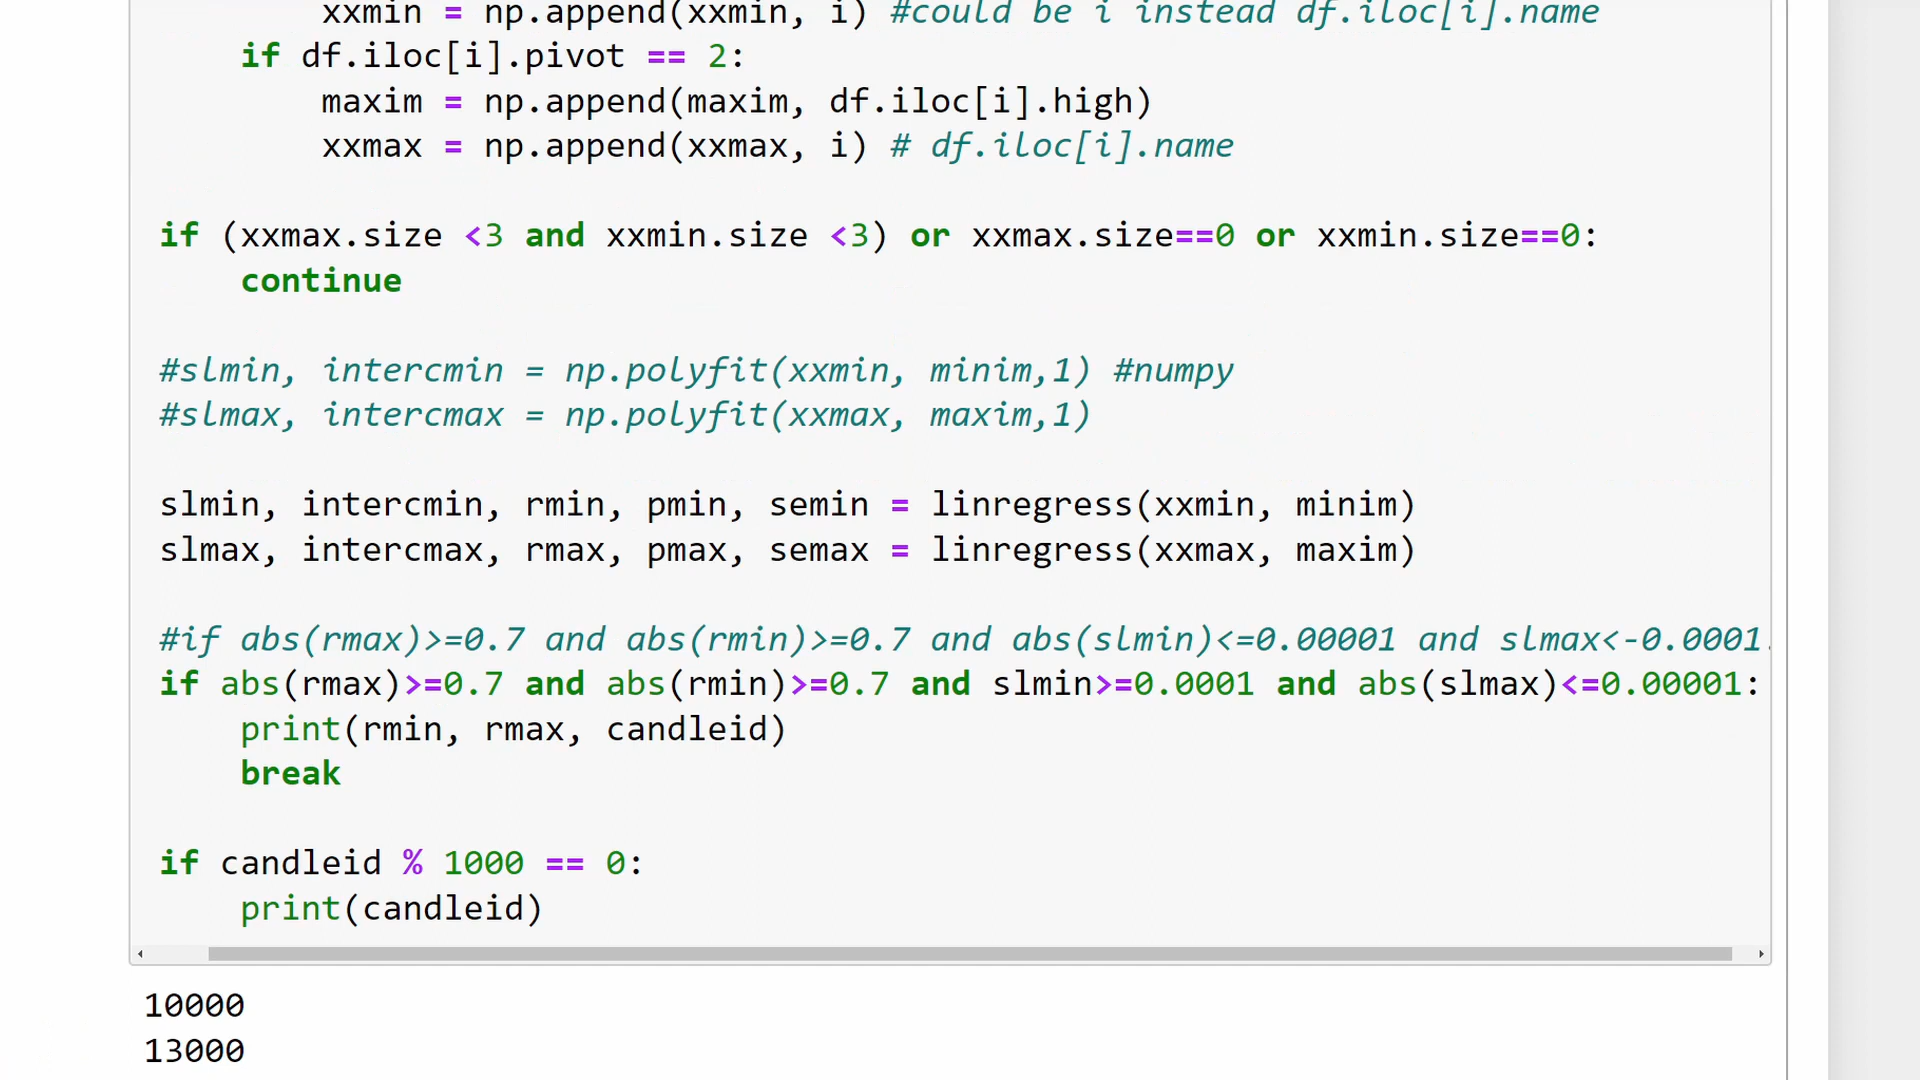 xxmin = np.append(xxmin, i) #could be i instead df.iloc[i].name
if df.iloc[i].pivot == 2:
maxim = np.append(maxim, df.iloc[i].high)
xxmax = np.append(xxmax, i) # df.iloc[i].name
if (xxmax.size <3 and xxmin.size <3) or xxmax.size==0 or xxmin.size==0:
continue
#slmin, intercmin = np.polyfit(xxmin, minim,1) #numpy
#slmax, intercmax = np.polyfit(xxmax, maxim,1)
slmin, intercmin, rmin, pmin, semin = linregress(xxmin, minim)
slmax, intercmax, rmax, pmax, semax = linregress(xxmax, maxim)
#if abs(rmax)>=0.7 and abs(rmin)>=0.7 and abs(slmin)<=0.00001 and slmax<-0.0001
if abs(rmax)>=0.7 and abs(rmin)>=0.7 and slmin>=0.0001 and abs(slmax)<=0.00001:
print(rmin, rmax, candleid)
break
if candleid % 1000 == 0:
print(candleid)
10000
13000